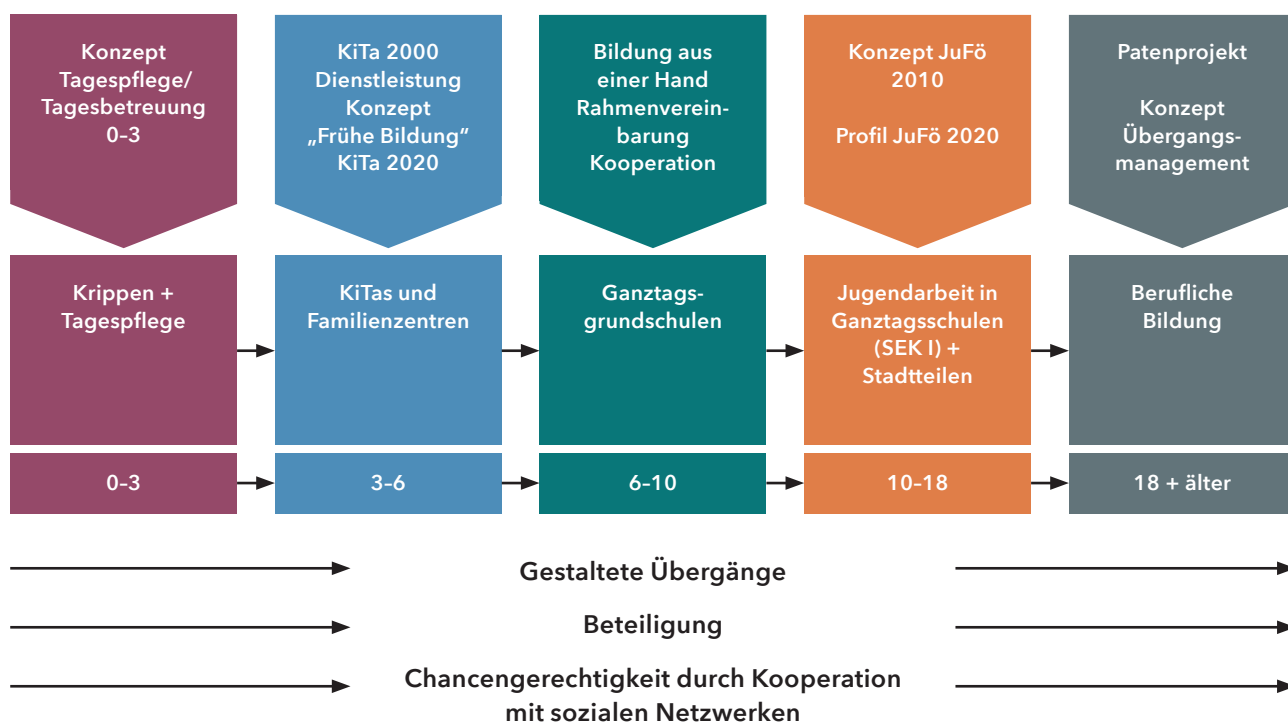 Konzept
Tagespflege/
Tagesbetreuung
0–3
KiTa 2000
Dienstleistung
Konzept
„Frühe Bildung“
KiTa 2020
Bildung aus
einer Hand
Rahmenverein-
barung
Kooperation
Konzept JuFö
2010
Profil JuFö 2020
Patenprojekt
Konzept
Übergangs-
management
Krippen +
Tagespflege
KiTas und
Familienzentren
Ganztags-
grundschulen
Jugendarbeit in
Ganztagsschulen
(SEK I) +
Stadtteilen
Berufliche
Bildung
0–3
3–6
6–10
10–18
18 + älter
Gestaltete Übergänge
Beteiligung
Chancengerechtigkeit durch Kooperation
mit sozialen Netzwerken